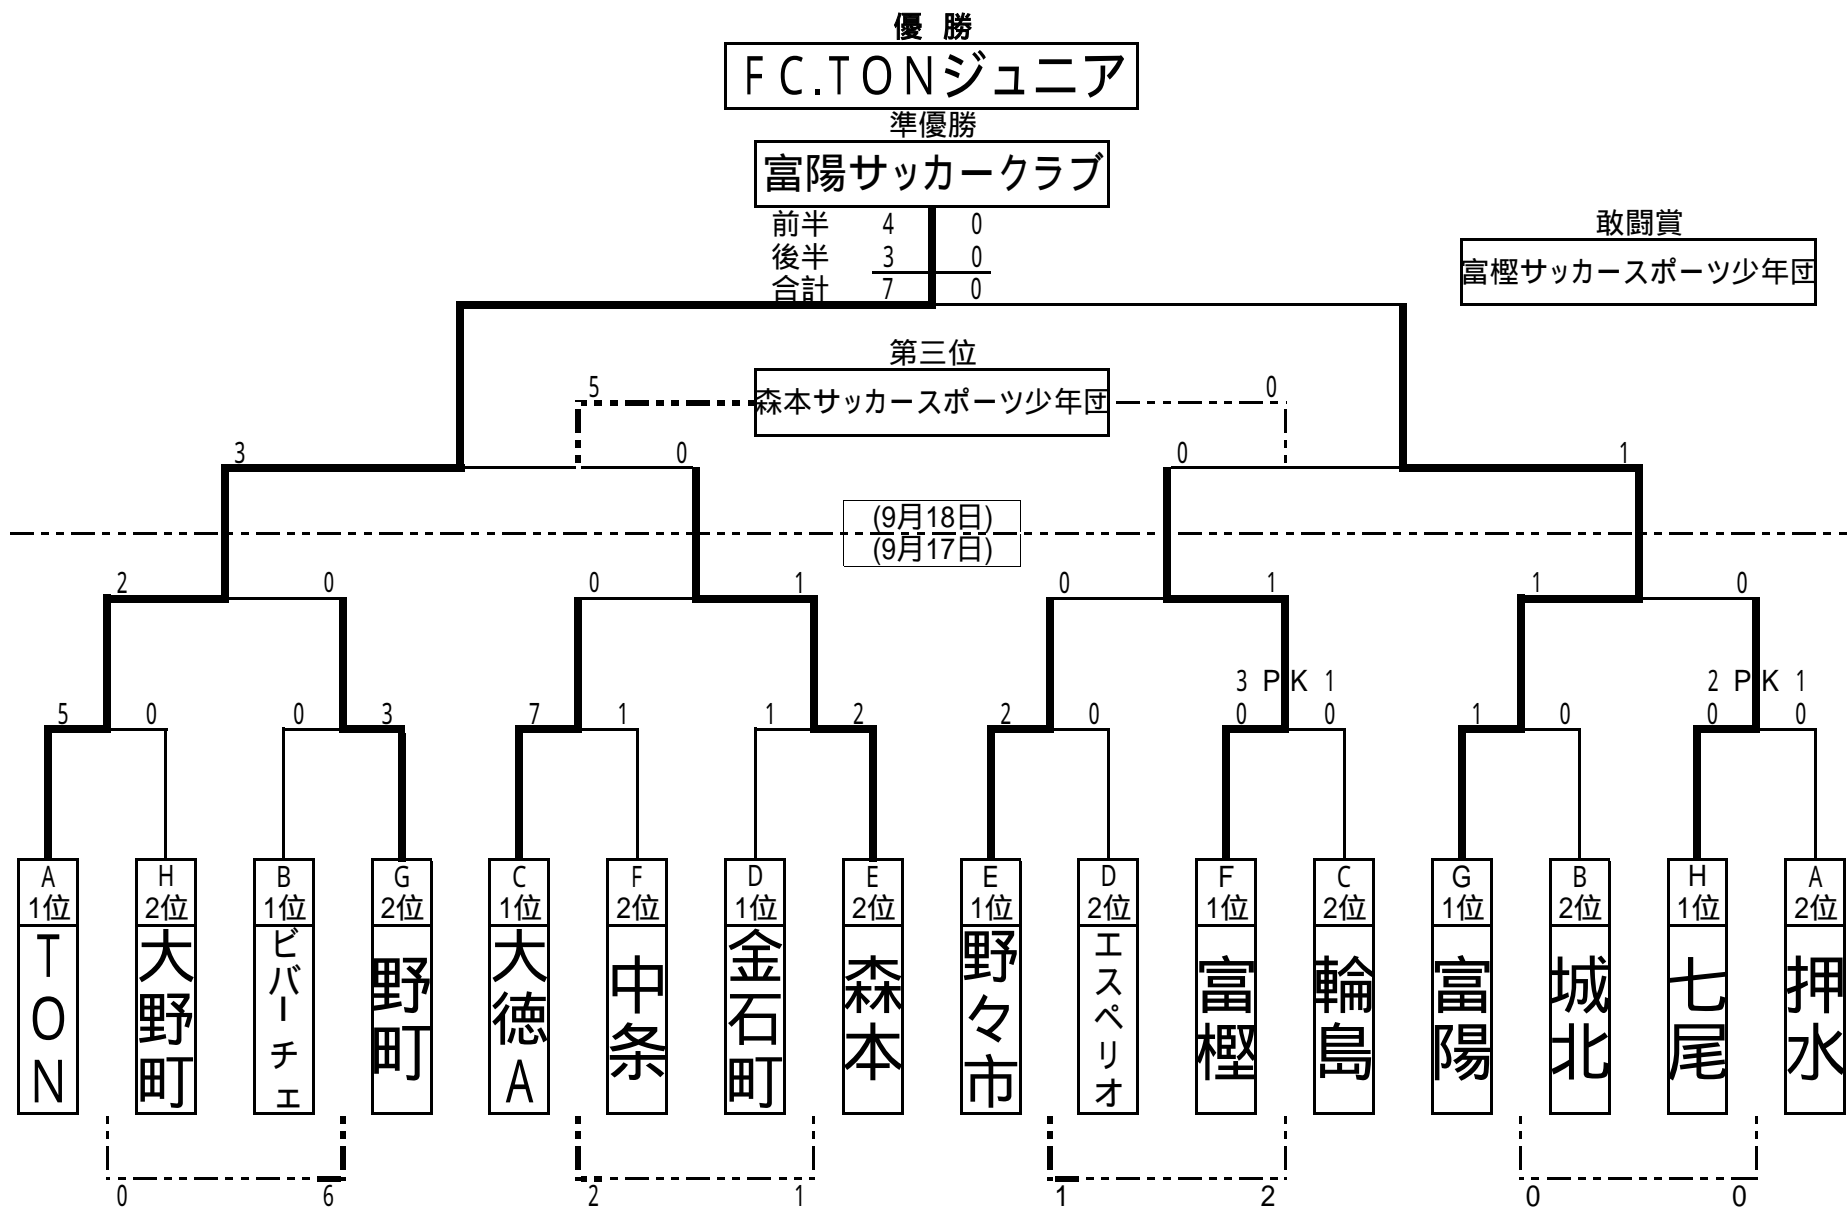 優 勝
ＦＣ.ＴＯＮジュニア
準優勝
富陽サッカークラブ
前半 4 0
後半 3 0
合計 7 0
敢闘賞
富樫サッカースポーツ少年団
第三位
5 森本サッカースポーツ少年団 0
3 0 0 1
(9月18日)
(9月17日)
2 0 0 1 0 1 1 0
3 ＰＫ 1 2 ＰＫ 1
5 0 0 3 7 1 1 2 2 0 0 0 1 0 0 0
A H B G C F D E E D F C G B H A
1位 2位 1位 2位 1位 2位 1位 2位 1位 2位 1位 2位 1位 2位 1位 2位
ＴＯＮ
大野町
ビバーチェ
野町
大徳A
中条
金石町
森本
野々市
エスペリオ
富樫
輪島
富陽
城北
七尾
押水
0 6 2 1 1 2 0 0